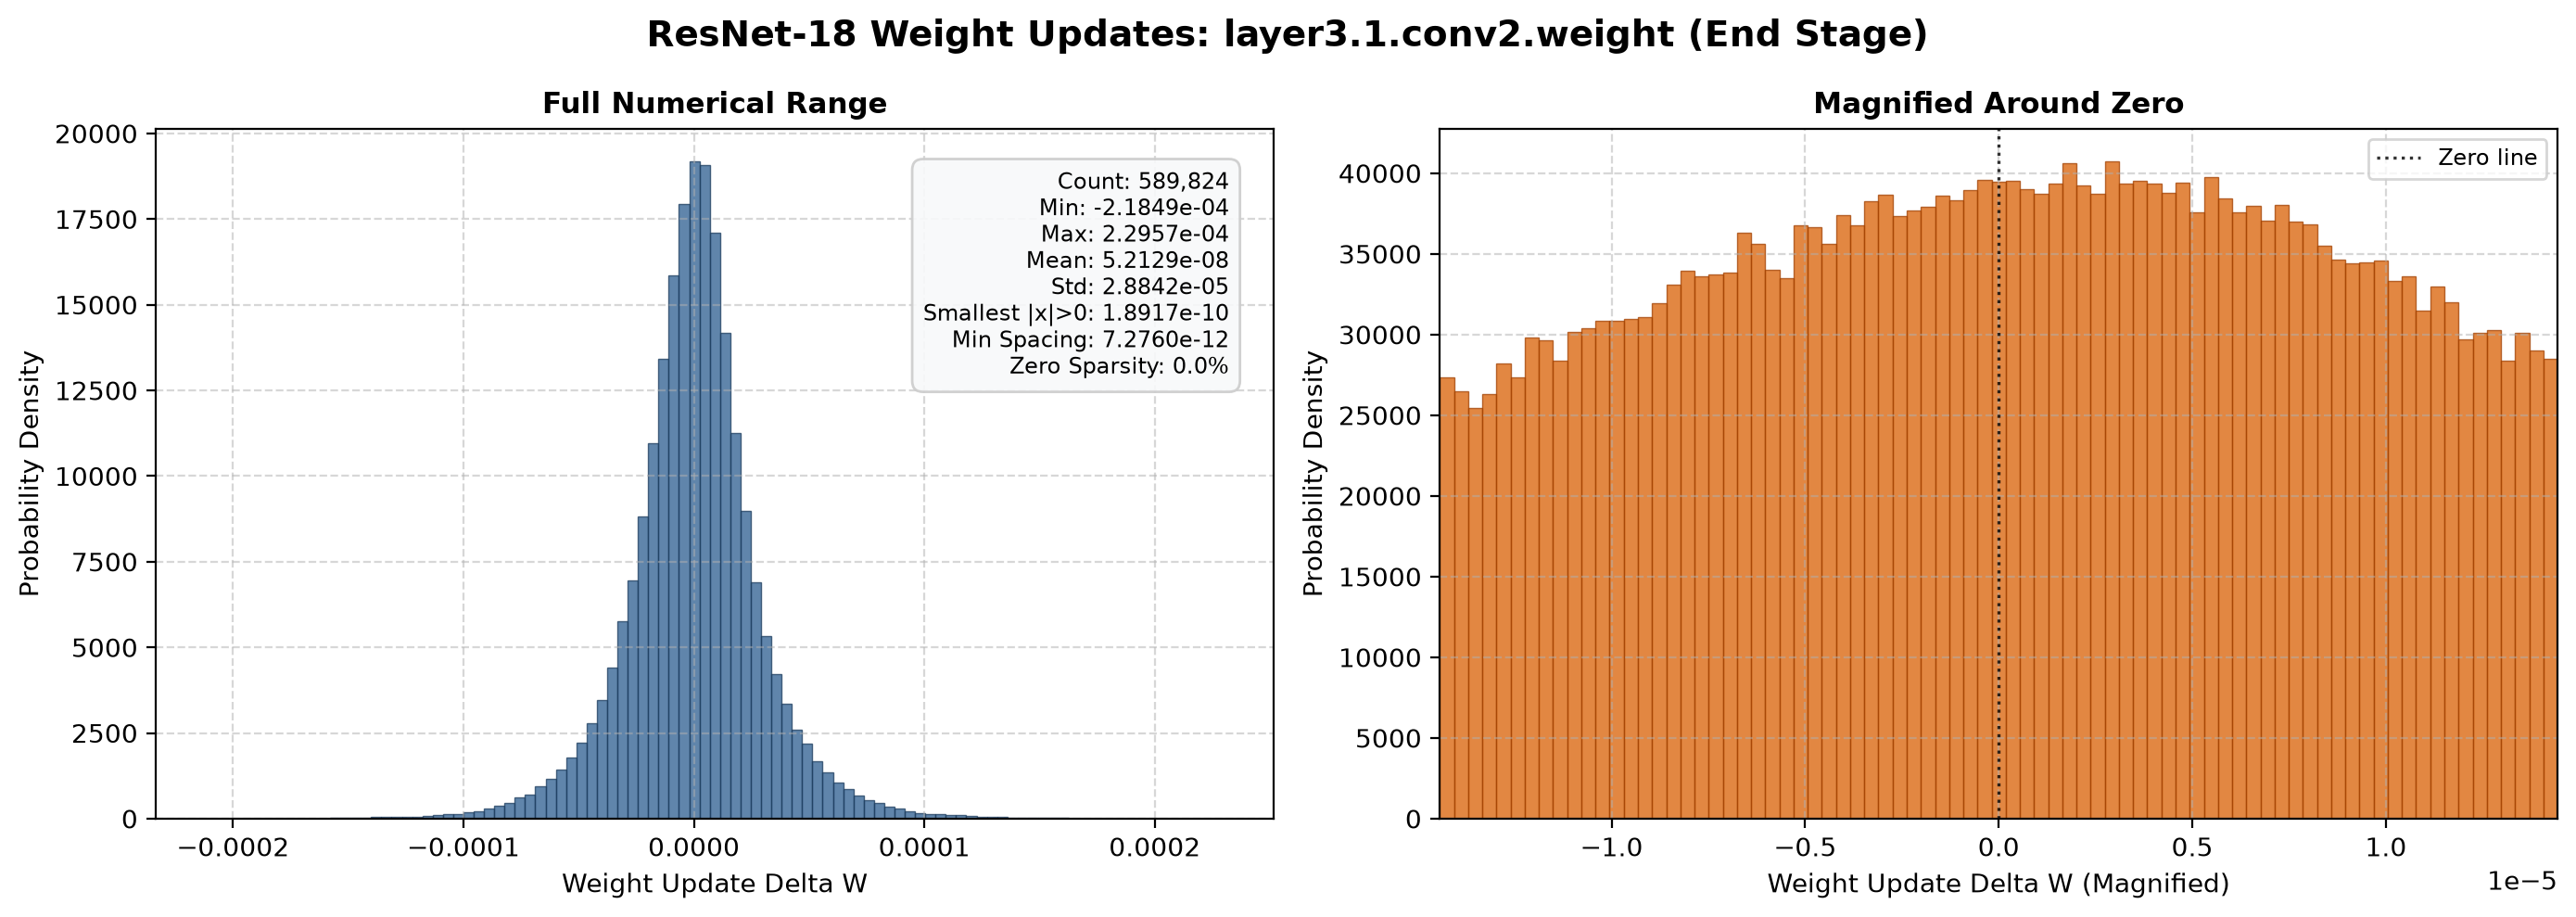 ResNet-18 Weight Updates: layer3.1.conv2.weight (End Stage)
Full Numerical Range
20000
17500
15000
12500
10000
7500
5000
2500
0
Probability Density
Count: 589,824
Min: -2.1849e-04
Max: 2.2957e-04
Mean: 5.2129e-08
Std: 2.8842e-05
Smallest |x|>0: 1.8917e-10
Min Spacing: 7.2760e-12
Zero Sparsity: 0.0%
−0.0002
−0.0001
0.0000
0.0001
0.0002
Weight Update Delta W
Magnified Around Zero
Zero line
40000
35000
30000
25000
20000
15000
10000
5000
0
Probability Density
−1.0
−0.5
0.0
0.5
1.0
1e−5
Weight Update Delta W (Magnified)